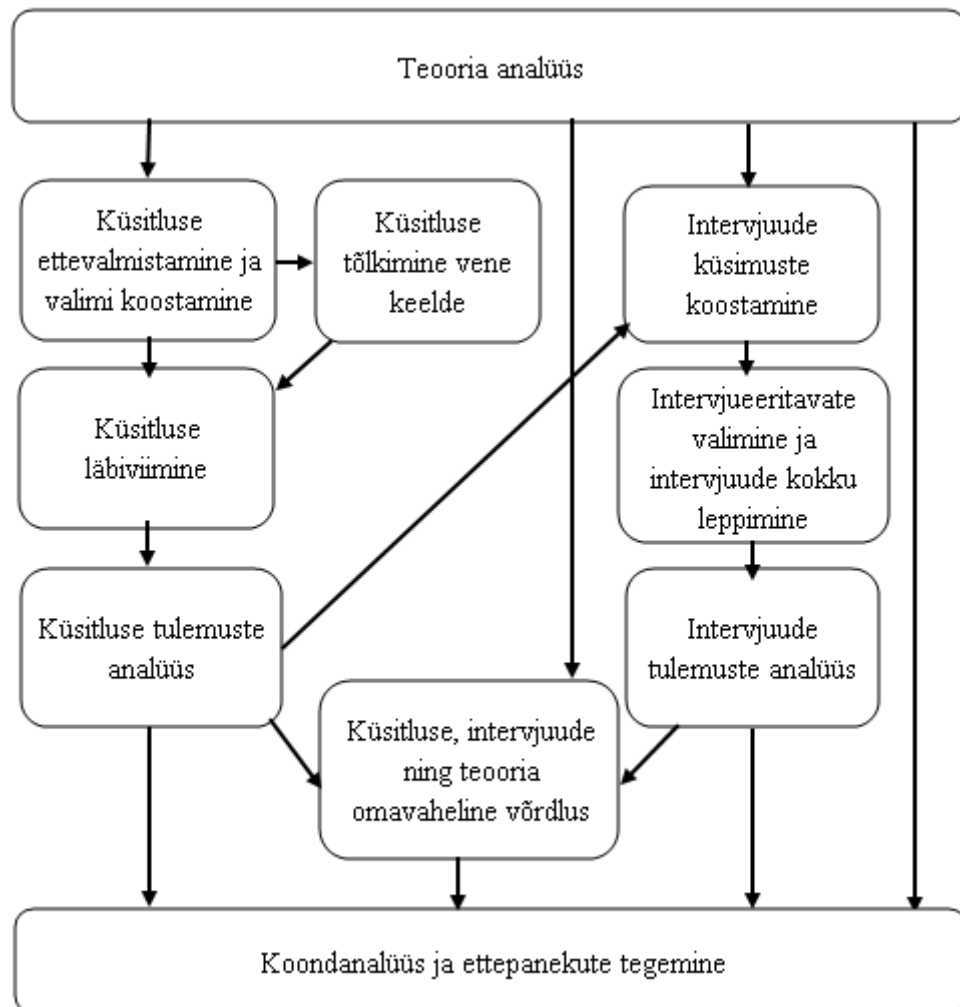 Teooria analüüs
Küsitluse
ettevalmistamine ja
valimi koostamine
Küsitluse
tõlkimine vene
keelde
Intervjuude
küsimuste
koostamine
Küsitluse
läbiviimine
Intervjueeritavate
valimine ja
intervjuude kokku
leppimine
Küsitluse tulemuste
analüüs
Intervjuude
tulemuste analüüs
Küsitluse, intervjuude
ning teooria
omavaheline võrdlus
Koondanalüüs ja ettepanekute tegemine